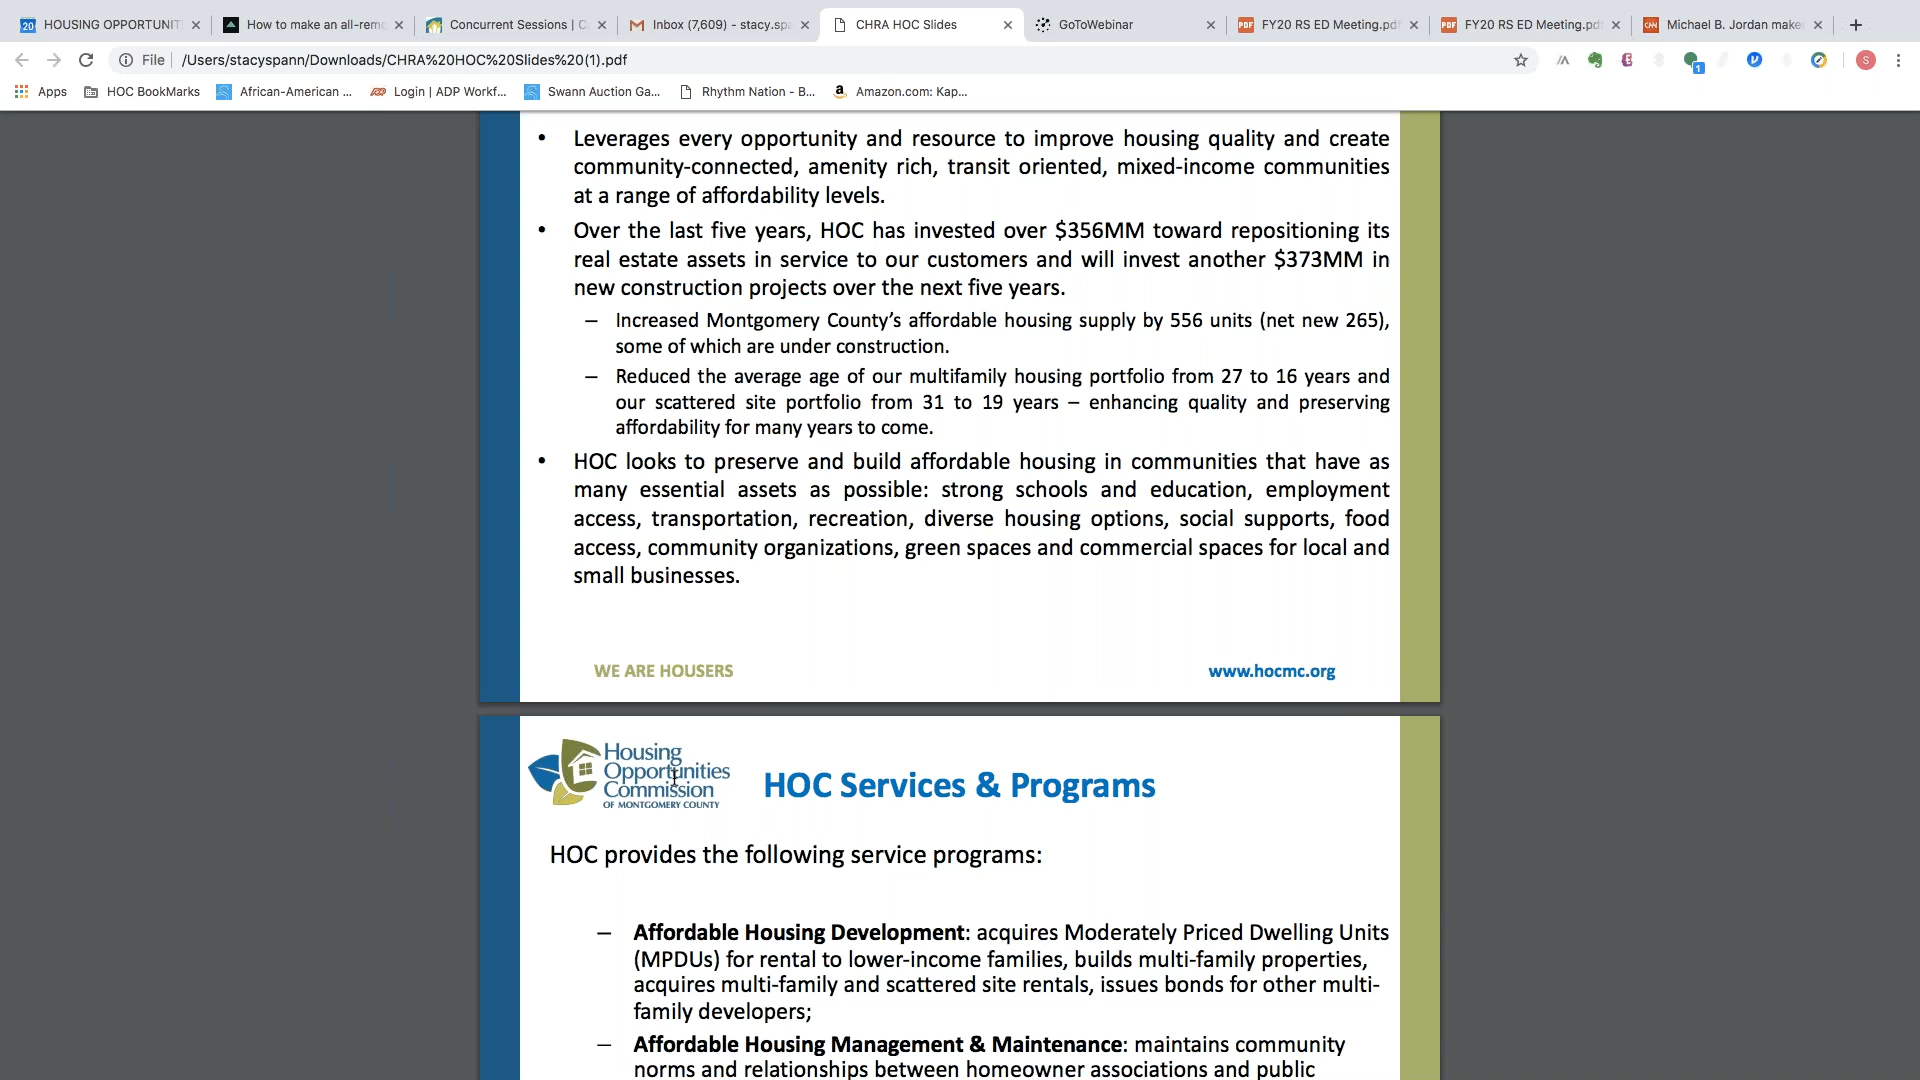 HOUSING OPPORTUNIT
How to make an all-remo
Concurrent Sessions | C
Inbox (7,609) - stacy.spa
CHRA HOC Slides
GoToWebinar
FY20 RS ED Meeting.pdf
FY20 RS ED Meeting.pdf
Michael B. Jordan make
File
/Users/stacyspann/Downloads/CHRA%20HOC%20Slides%20(1).pdf
Apps
HOC BookMarks
African-American ...
Login | ADP Workf...
Swann Auction Ga...
Rhythm Nation - B...
Amazon.com: Kap...
• Leverages every opportunity and resource to improve housing quality and create
community-connected, amenity rich, transit oriented, mixed-income communities
at a range of affordability levels.
• Over the last five years, HOC has invested over $356MM toward repositioning its
real estate assets in service to our customers and will invest another $373MM in
new construction projects over the next five years.
– Increased Montgomery County’s affordable housing supply by 556 units (net new 265),
some of which are under construction.
– Reduced the average age of our multifamily housing portfolio from 27 to 16 years and
our scattered site portfolio from 31 to 19 years – enhancing quality and preserving
affordability for many years to come.
• HOC looks to preserve and build affordable housing in communities that have as
many essential assets as possible: strong schools and education, employment
access, transportation, recreation, diverse housing options, social supports, food
access, community organizations, green spaces and commercial spaces for local and
small businesses.
WE ARE HOUSERS
www.hocmc.org
Housing
Opportunities
Commission
OF MONTGOMERY COUNTY
HOC Services & Programs
HOC provides the following service programs:
– Affordable Housing Development: acquires Moderately Priced Dwelling Units
(MPDUs) for rental to lower-income families, builds multi-family properties,
acquires multi-family and scattered site rentals, issues bonds for other multi-
family developers;
– Affordable Housing Management & Maintenance: maintains community
norms and relationships between homeowner associations and public